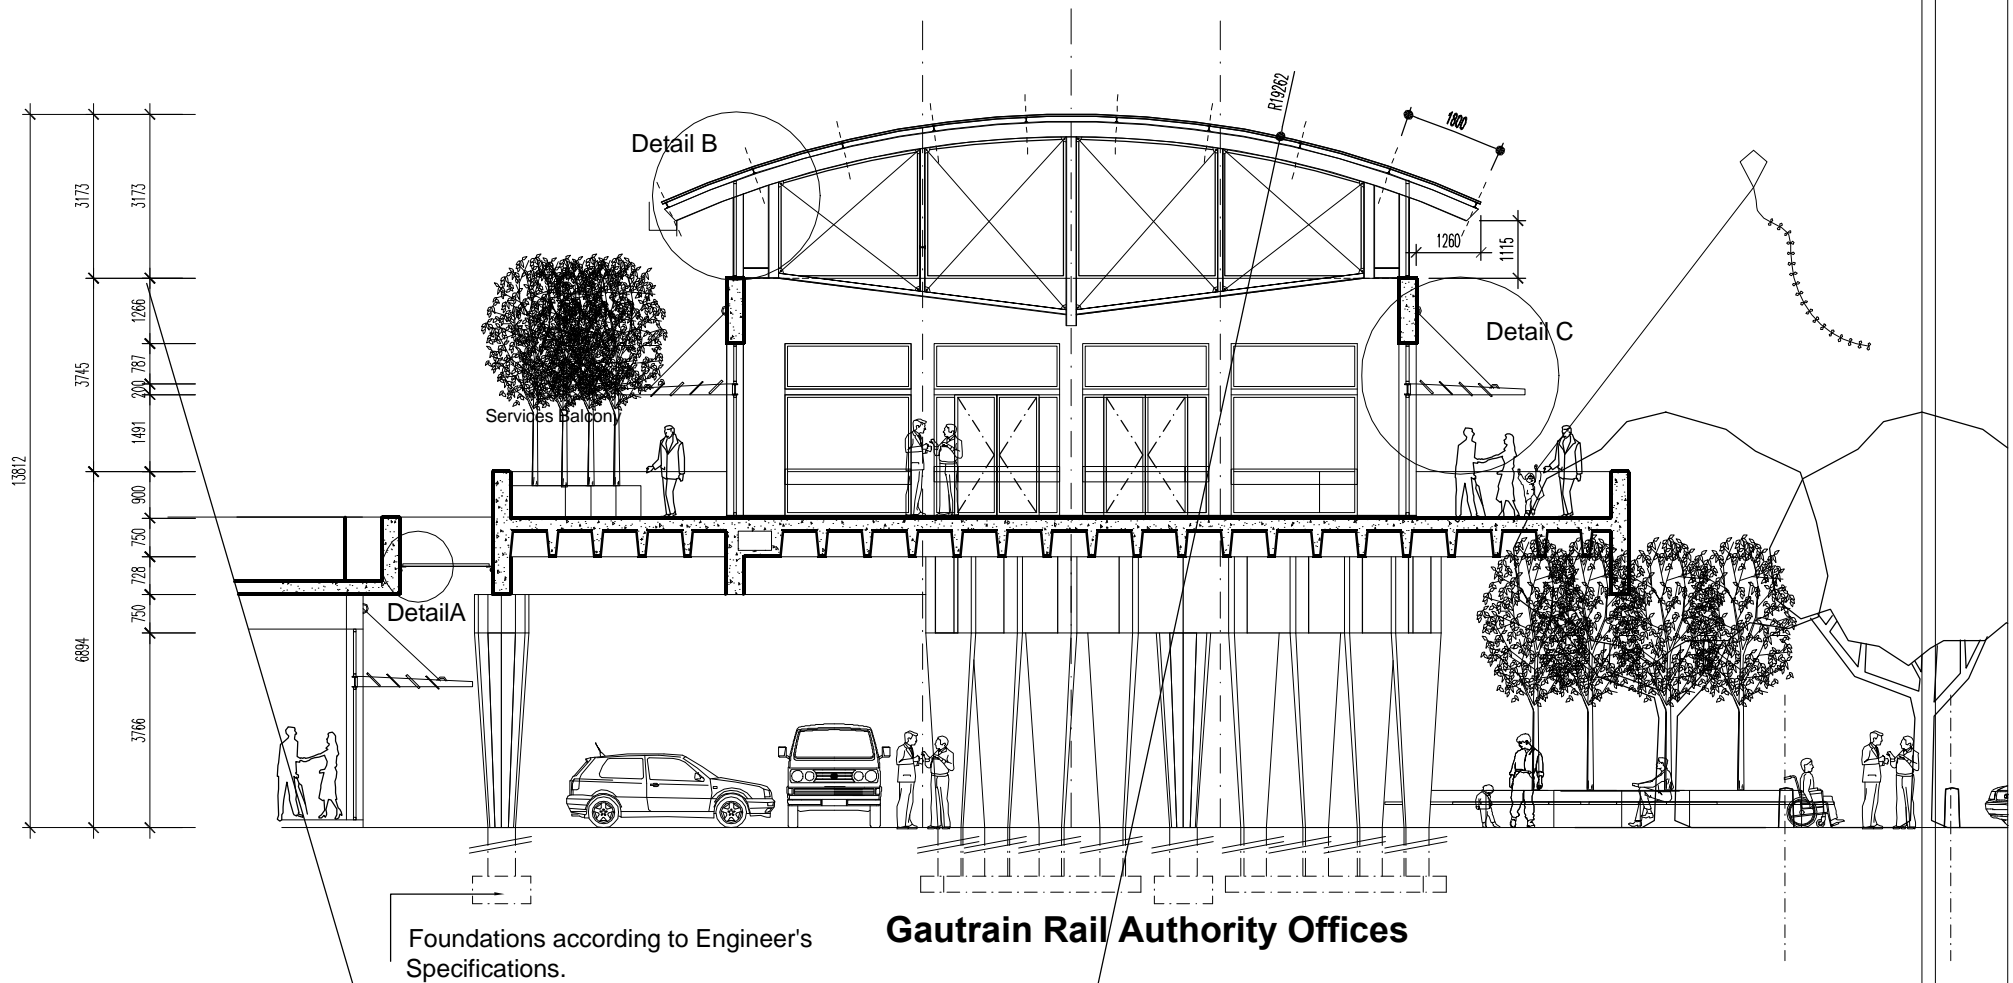 R19262
1800
Detail B
3173
3173
1260
1115
1266
Detail C
3745
787
200
Services Balcony
1491
13812
900
750
728
DetailA
750
6894
3766
Gautrain Rail Authority Offices
Foundations according to Engineer's
Specifications.